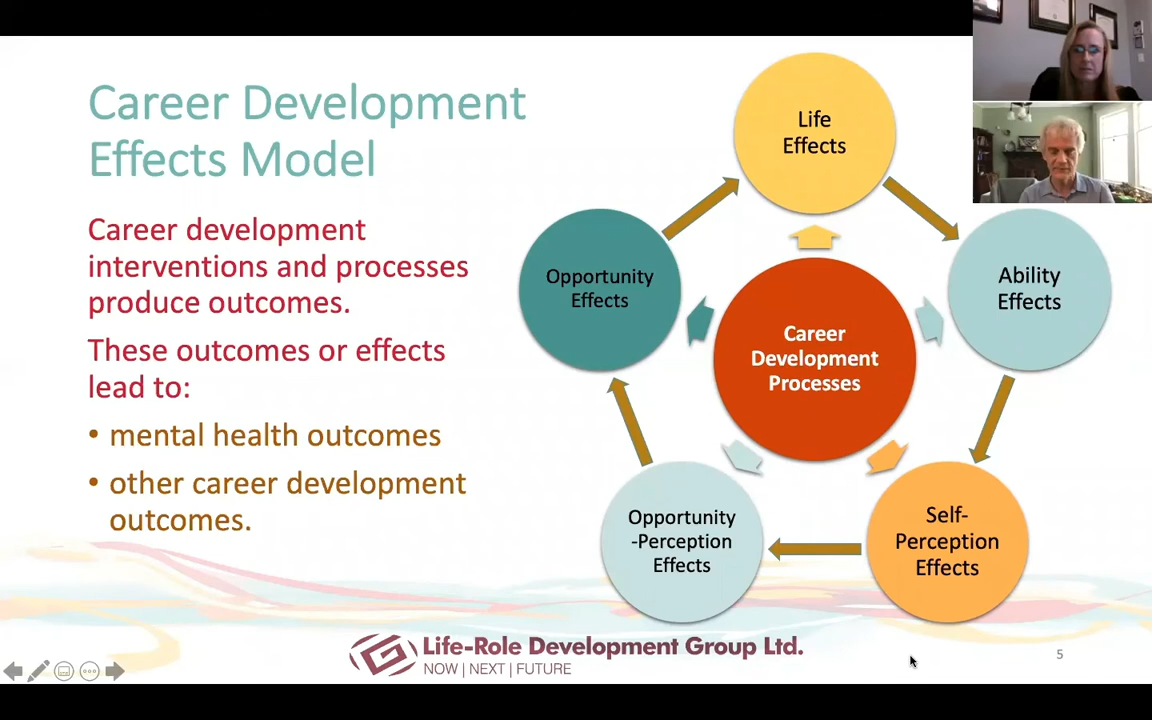 Career Development
Effects Model
Career development
interventions and processes
produce outcomes.
These outcomes or effects
lead to:
• mental health outcomes
• other career development
outcomes.
Life
Effects
Ability
Effects
Self-
Perception
Effects
Opportunity
-Perception
Effects
Opportunity
Effects
Career
Development
Processes
Life-Role Development Group Ltd.
NOW | NEXT | FUTURE
5